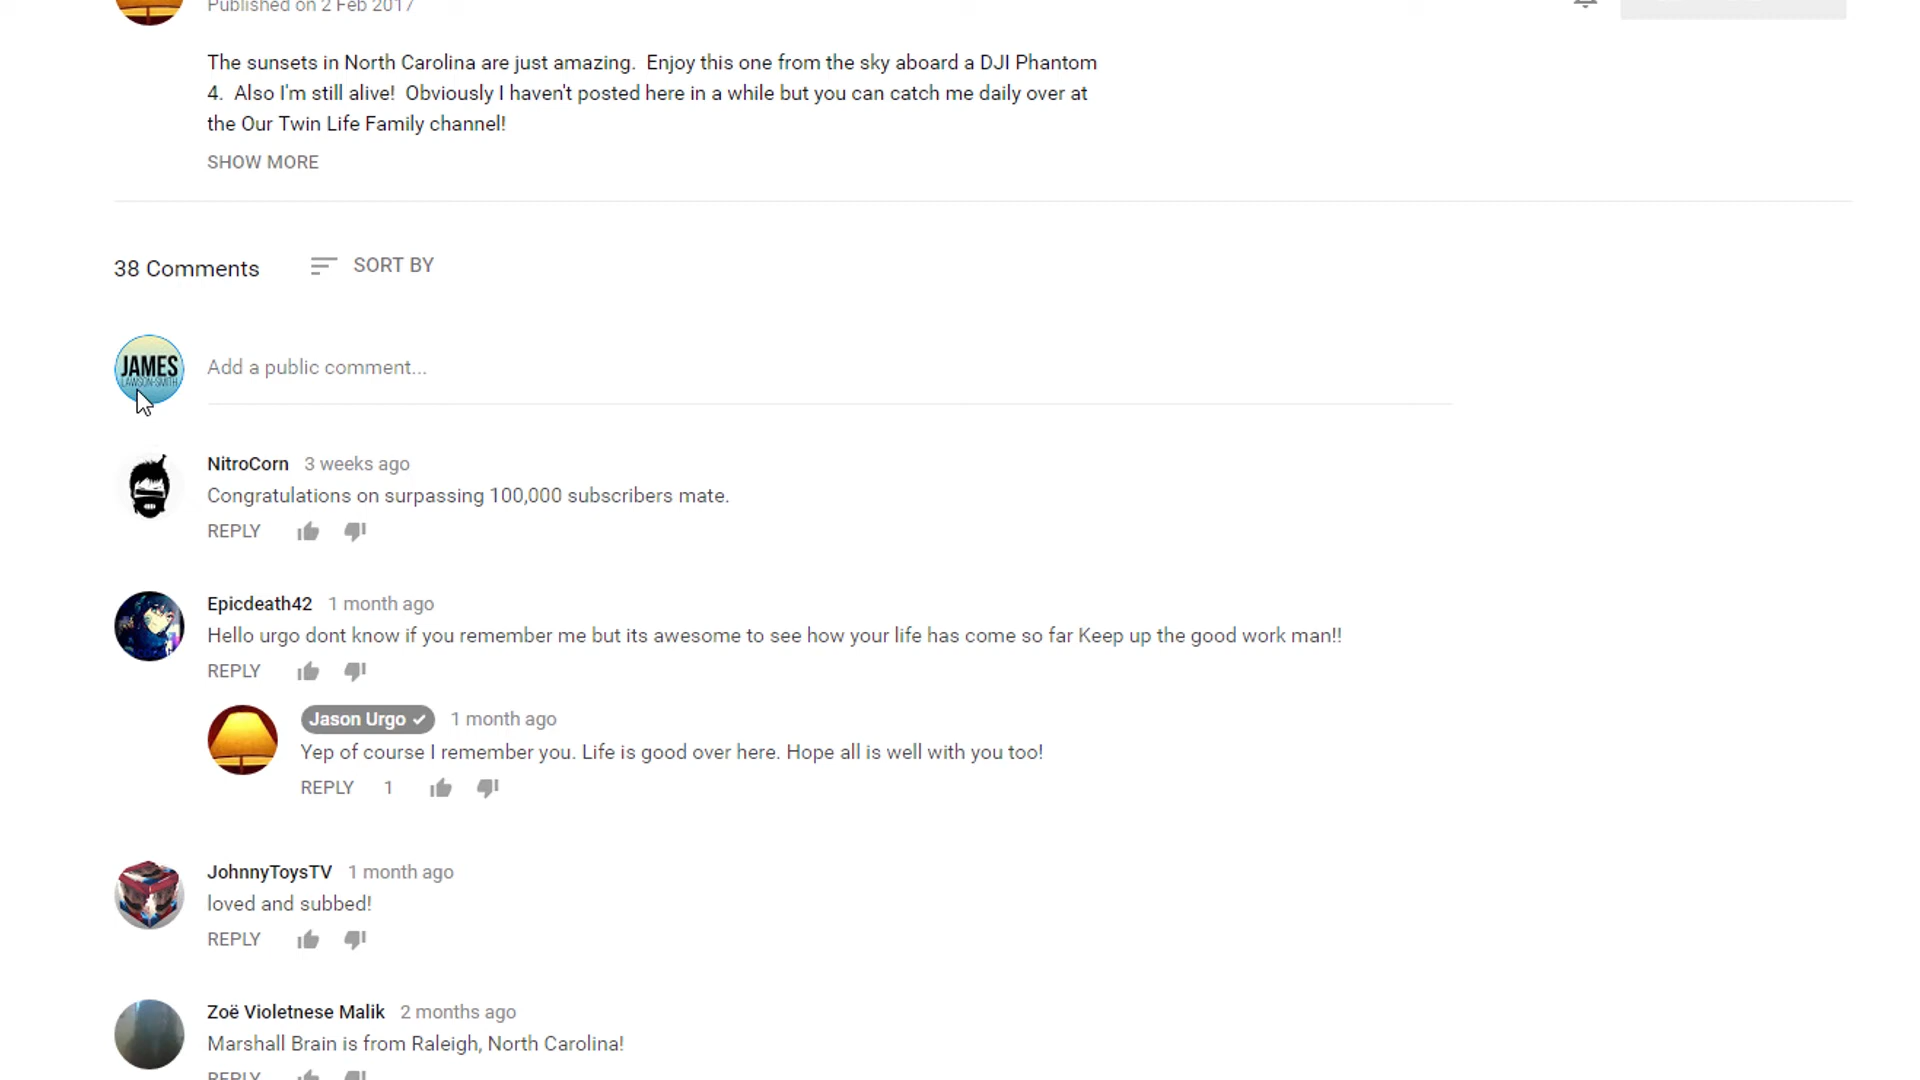 Published on 2 Feb 2017
The sunsets in North Carolina are just amazing.  Enjoy this one from the sky aboard a DJI Phantom
4.  Also I'm still alive!  Obviously I haven't posted here in a while but you can catch me daily over at
the Our Twin Life Family channel!
SHOW MORE
38 Comments SORT BY
JAMES
LAWSON-SMITH
Add a public comment...
NitroCorn 3 weeks ago
Congratulations on surpassing 100,000 subscribers mate.
REPLY
Epicdeath42 1 month ago
Hello urgo dont know if you remember me but its awesome to see how your life has come so far Keep up the good work man!!
REPLY
Jason Urgo 1 month ago
Yep of course I remember you. Life is good over here. Hope all is well with you too!
REPLY 1
JohnnyToysTV 1 month ago
loved and subbed!
REPLY
Zoë Violetnese Malik 2 months ago
Marshall Brain is from Raleigh, North Carolina!
REPLY